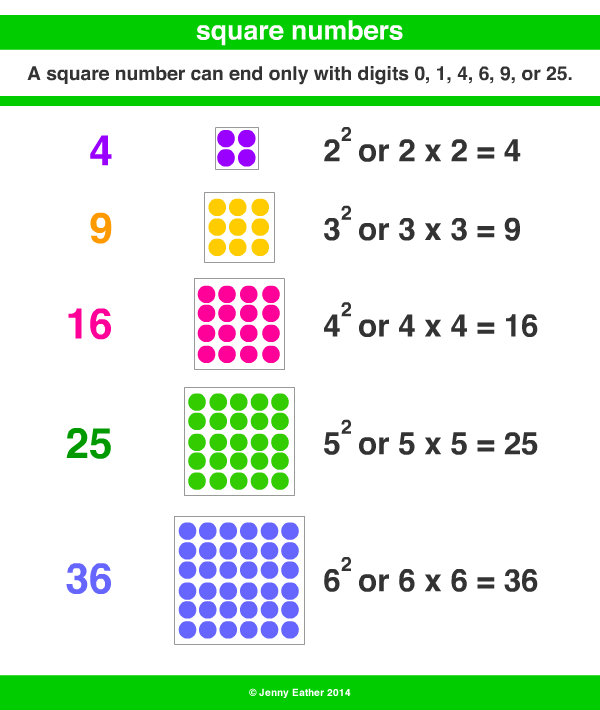 square numbers
A square number can end only with digits 0, 1, 4, 6, 9, or 25.
4 2² or 2 x 2 = 4
9 3² or 3 x 3 = 9
16 4² or 4 x 4 = 16
25 5² or 5 x 5 = 25
36 6² or 6 x 6 = 36
© Jenny Eather 2014